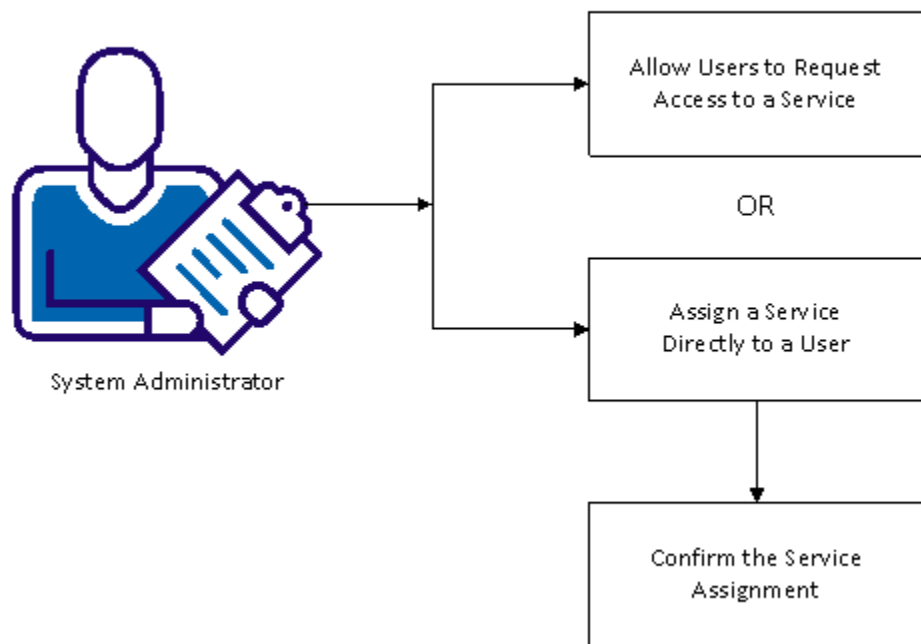 Allow Users to Request
Access to a Service
OR
Assign a Service
Directly to a User
System Administrator
Confirm the Service
Assignment